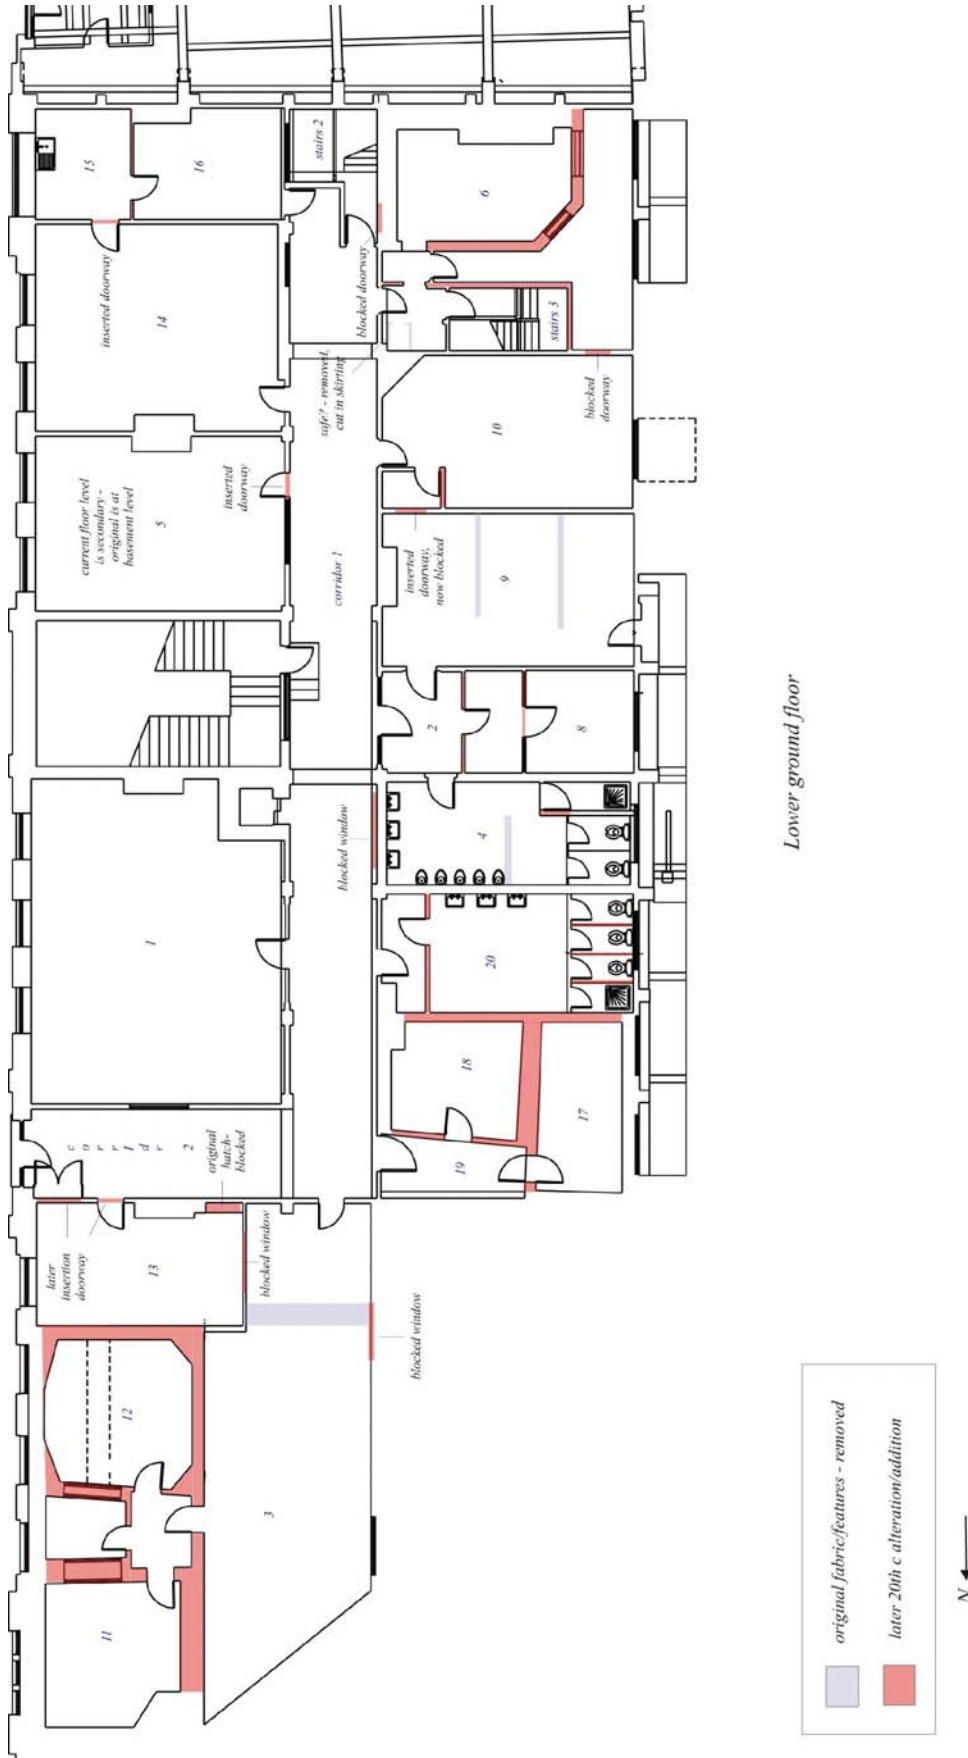 15
16
stairs 2
6
inserted doorway
14
blocked doorway
stairs 3
safe? - removed,
cut in skirting
10
blocked
doorway
current floor level
is secondary -
original is at
basement level
5
inserted
doorway
corridor 1
inserted
doorway,
now blocked
9
2
8
blocked window
4
1
20
18
17
19
corridr 2
original
hatch-
blocked
later
insertion
doorway
13
blocked window
blocked window
12
3
11
Lower ground floor
original fabric/features - removed
later 20th c alteration/addition
N